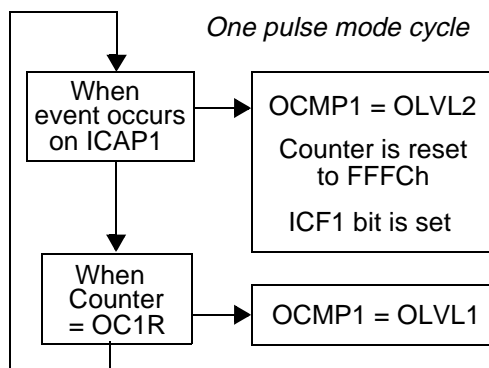 One pulse mode cycle
When
event occurs
on ICAP1
OCMP1 = OLVL2
Counter is reset
to FFFCh
ICF1 bit is set
When
Counter
= OC1R
OCMP1 = OLVL1